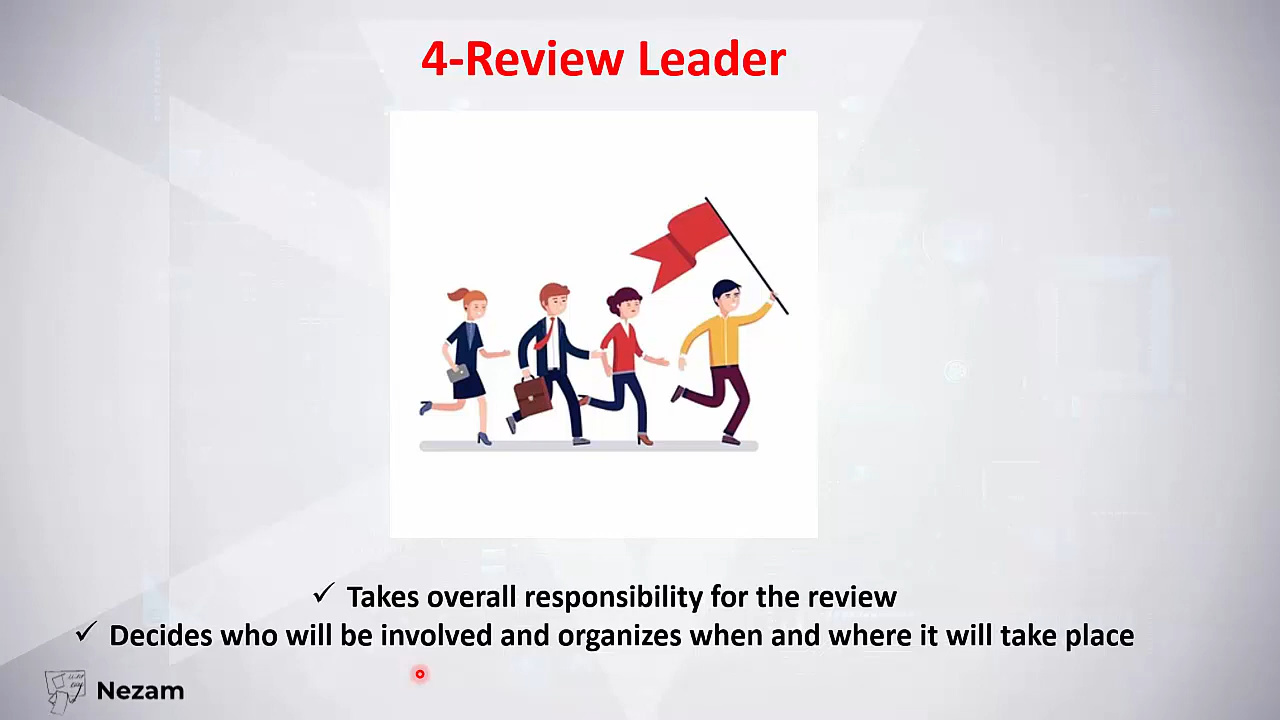 4-Review Leader
✓ Takes overall responsibility for the review
✓ Decides who will be involved and organizes when and where it will take place
Nezam